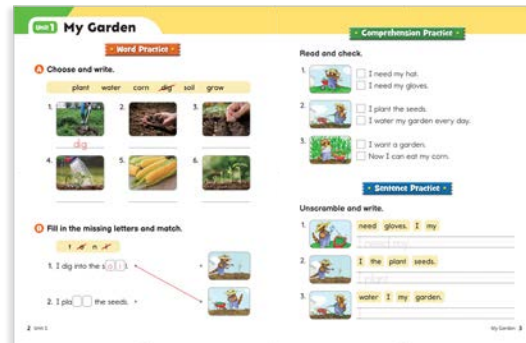 Unit 1 My Garden
Word Practice
A Choose and write.
plant water corn dig soil grow
1. 2. 3.
dig
4. 5. 6.
B Fill in the missing letters and match.
t
n
1. I dig into the s o i l.
2. I pla the seeds.
2 Unit 1
Comprehension Practice
Read and check.
1.
I need my hat.
I need my gloves.
2.
I plant the seeds.
I water my garden every day.
3.
I want a garden.
Now I can eat my corn.
Sentence Practice
Unscramble and write.
1. need gloves. I my
I need my
2. I the plant seeds.
I plant
3. water I my garden.
I
My Garden 3